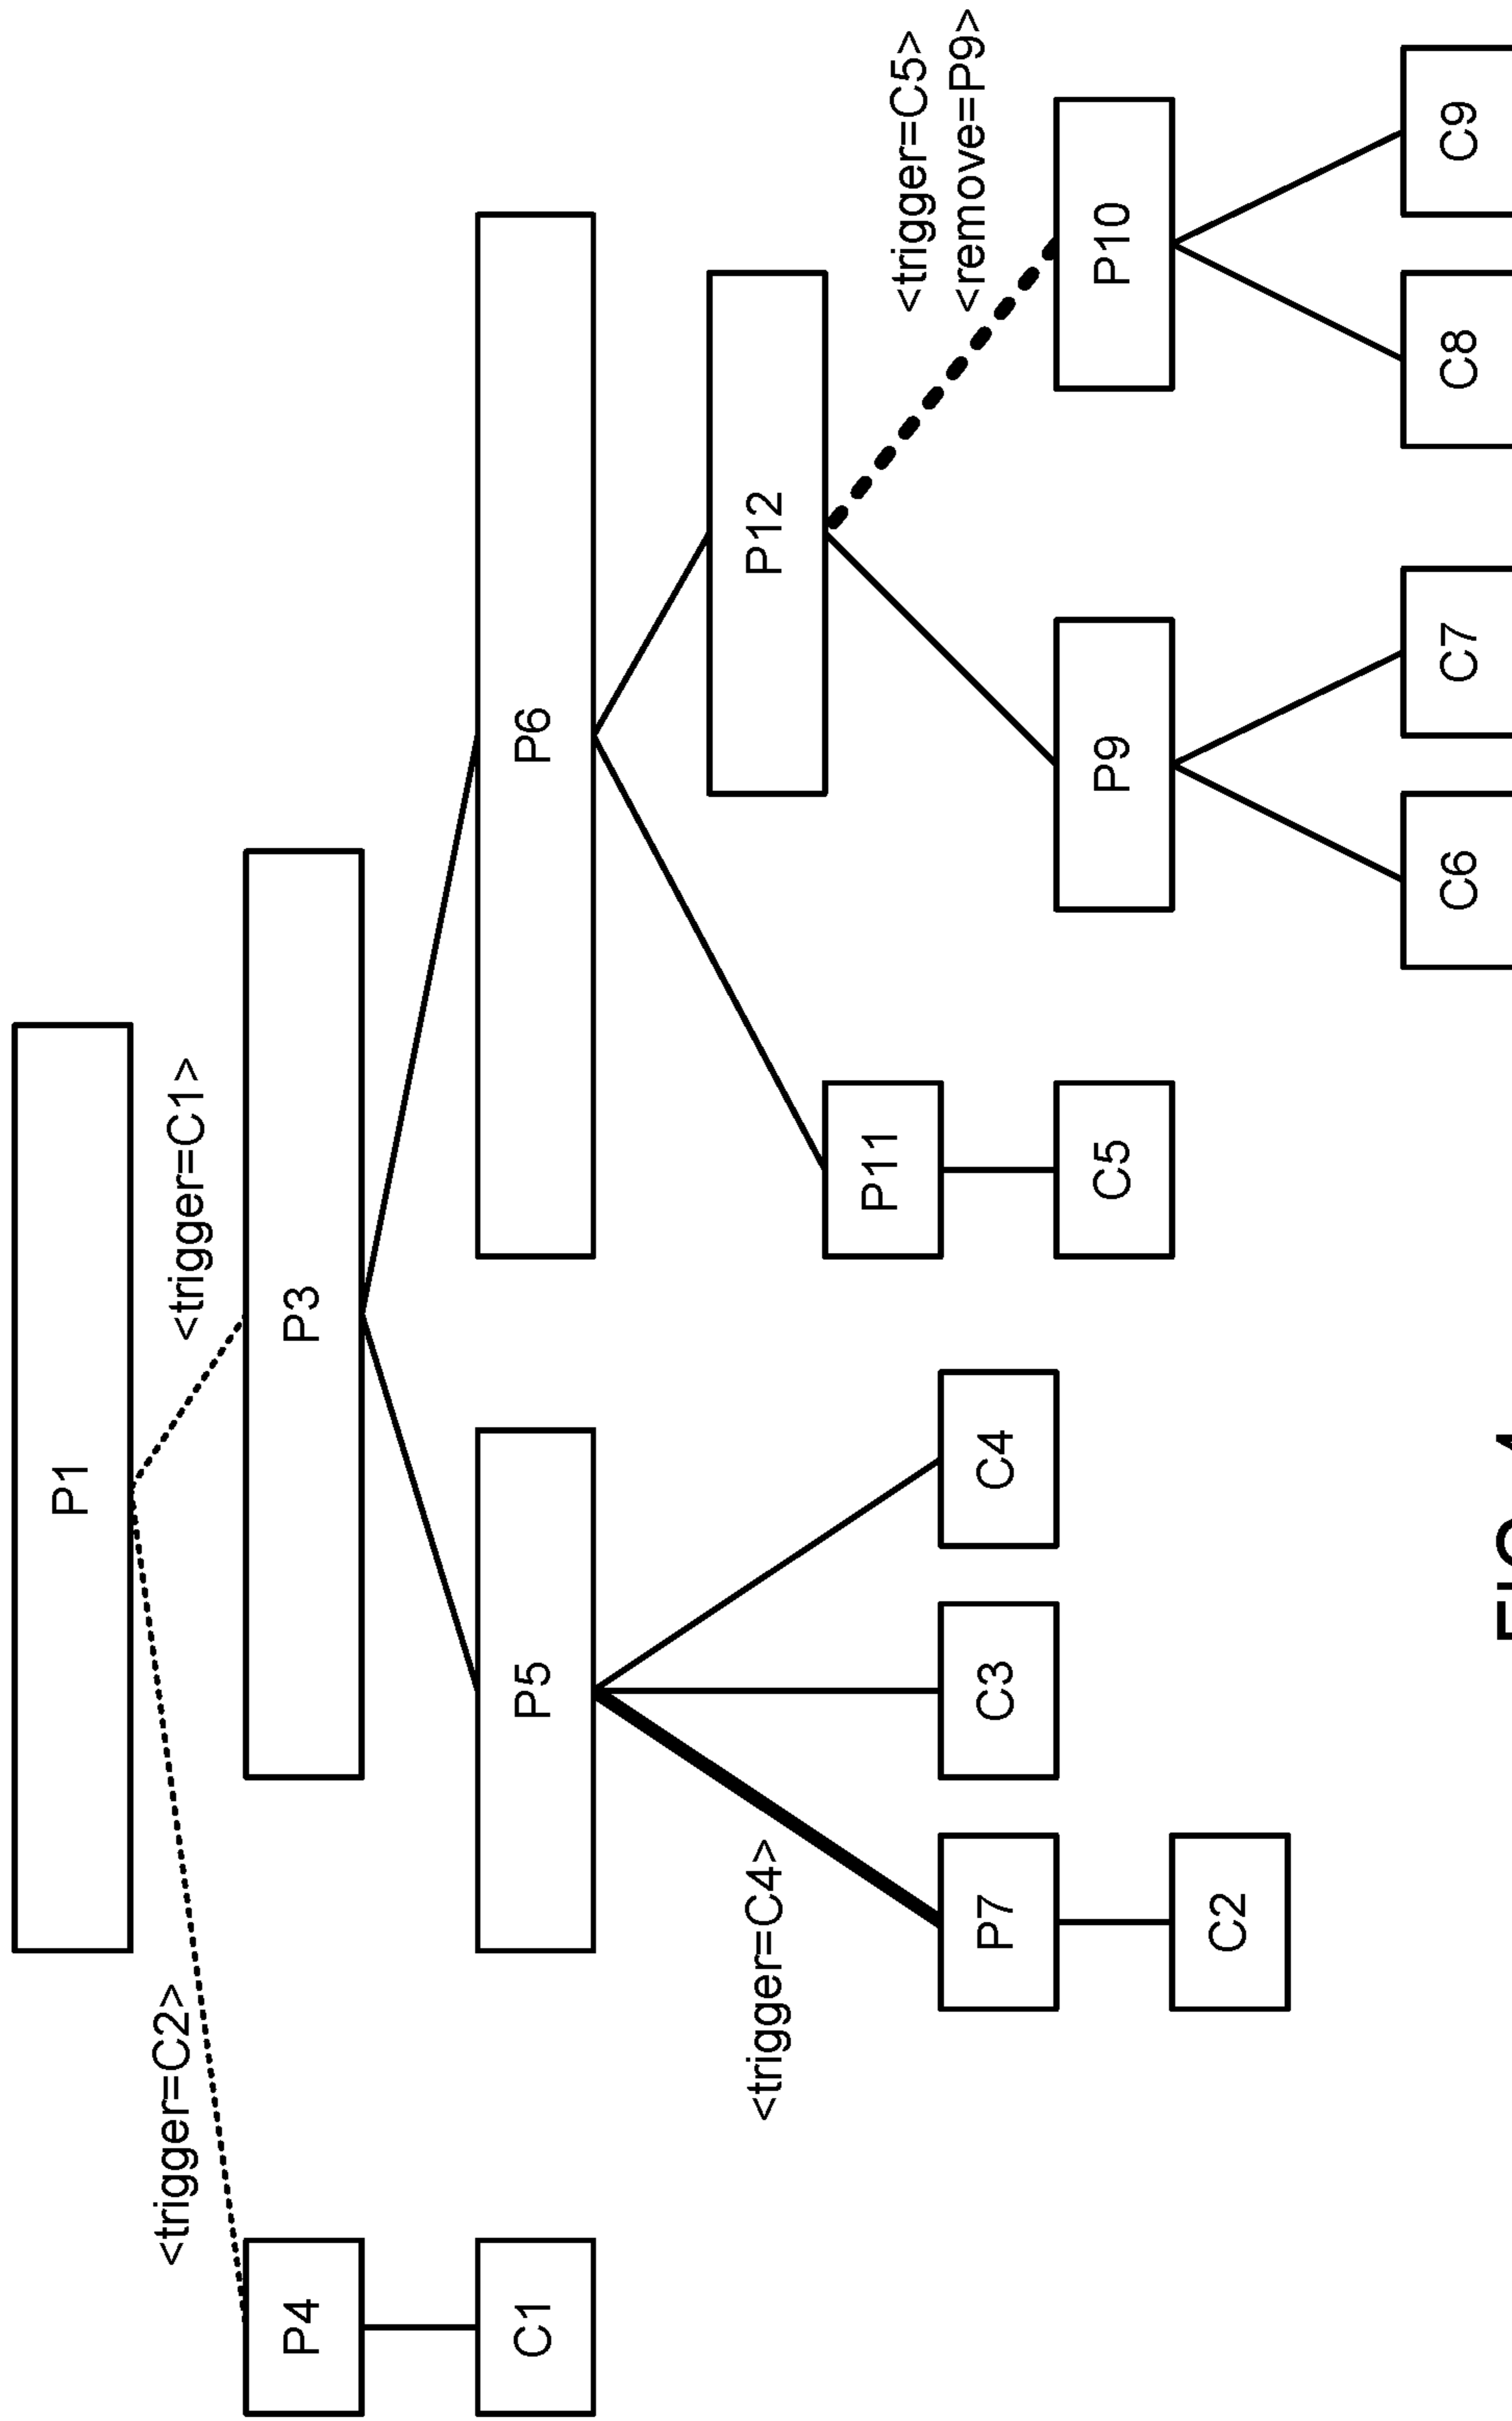 P1
<trigger=C2>
<trigger=C1>
P4
P3
C1
P5
P6
<trigger=C4>
P12
P11
<trigger=C5>
<remove=P9>
P7
C3
C4
C5
P9
P10
C2
C6
C7
C8
C9